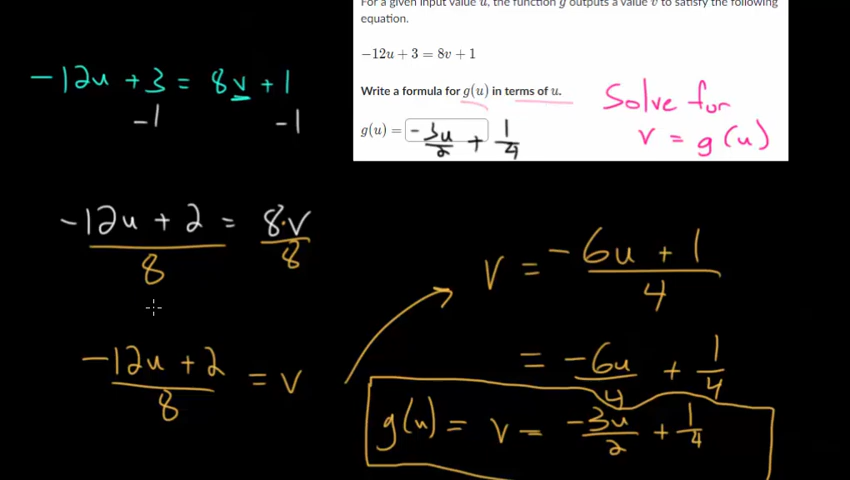 For a given input value u, the function g outputs a value v to satisfy the following
equation.
−12u + 3 = 8v + 1
Write a formula for g(u) in terms of u.
g(u) = -3u/2 + 1/4
Solve for
v = g(u)
-12u + 3 = 8v + 1
-1 -1
(-12u + 2)/8 = 8·v/8
(-12u + 2)/8 = v
v = (-6u + 1)/4
= -6u/4 + 1/4
g(u) = v = -3u/2 + 1/4